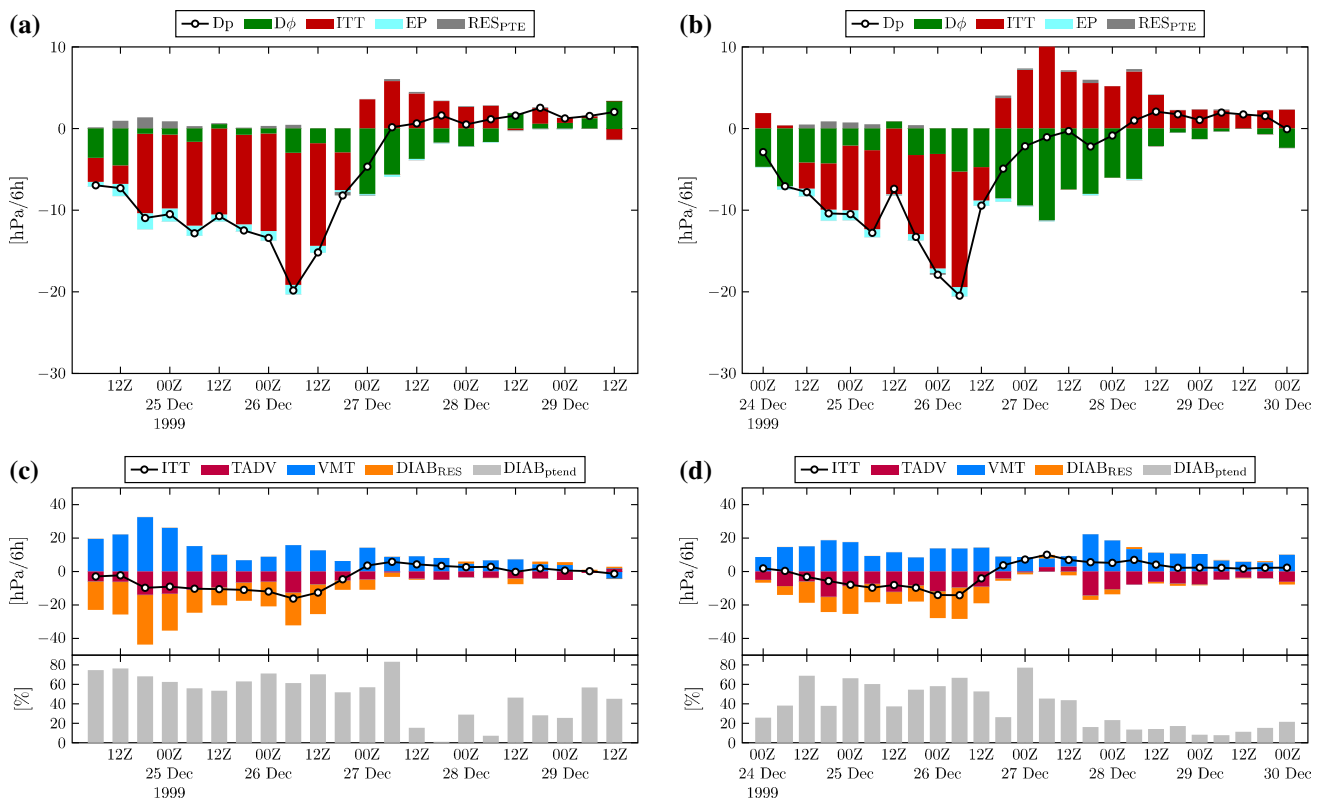 (a)
Dp Dϕ ITT EP RES_PTE
10
0
−10
−20
−30
[hPa/6h]
12Z 00Z 12Z 00Z 12Z 00Z 12Z 00Z 12Z 00Z 12Z
25 Dec 26 Dec 27 Dec 28 Dec 29 Dec
1999
(b)
Dp Dϕ ITT EP RES_PTE
10
0
−10
−20
−30
[hPa/6h]
00Z 12Z 00Z 12Z 00Z 12Z 00Z 12Z 00Z 12Z 00Z 12Z 00Z
24 Dec 25 Dec 26 Dec 27 Dec 28 Dec 29 Dec 30 Dec
1999
(c)
ITT TADV VMT DIAB_RES DIAB_ptend
40
20
0
−20
−40
[hPa/6h]
80
60
40
20
0
[%]
12Z 00Z 12Z 00Z 12Z 00Z 12Z 00Z 12Z 00Z 12Z
25 Dec 26 Dec 27 Dec 28 Dec 29 Dec
1999
(d)
ITT TADV VMT DIAB_RES DIAB_ptend
40
20
0
−20
−40
[hPa/6h]
80
60
40
20
0
[%]
00Z 12Z 00Z 12Z 00Z 12Z 00Z 12Z 00Z 12Z 00Z 12Z 00Z
24 Dec 25 Dec 26 Dec 27 Dec 28 Dec 29 Dec 30 Dec
1999